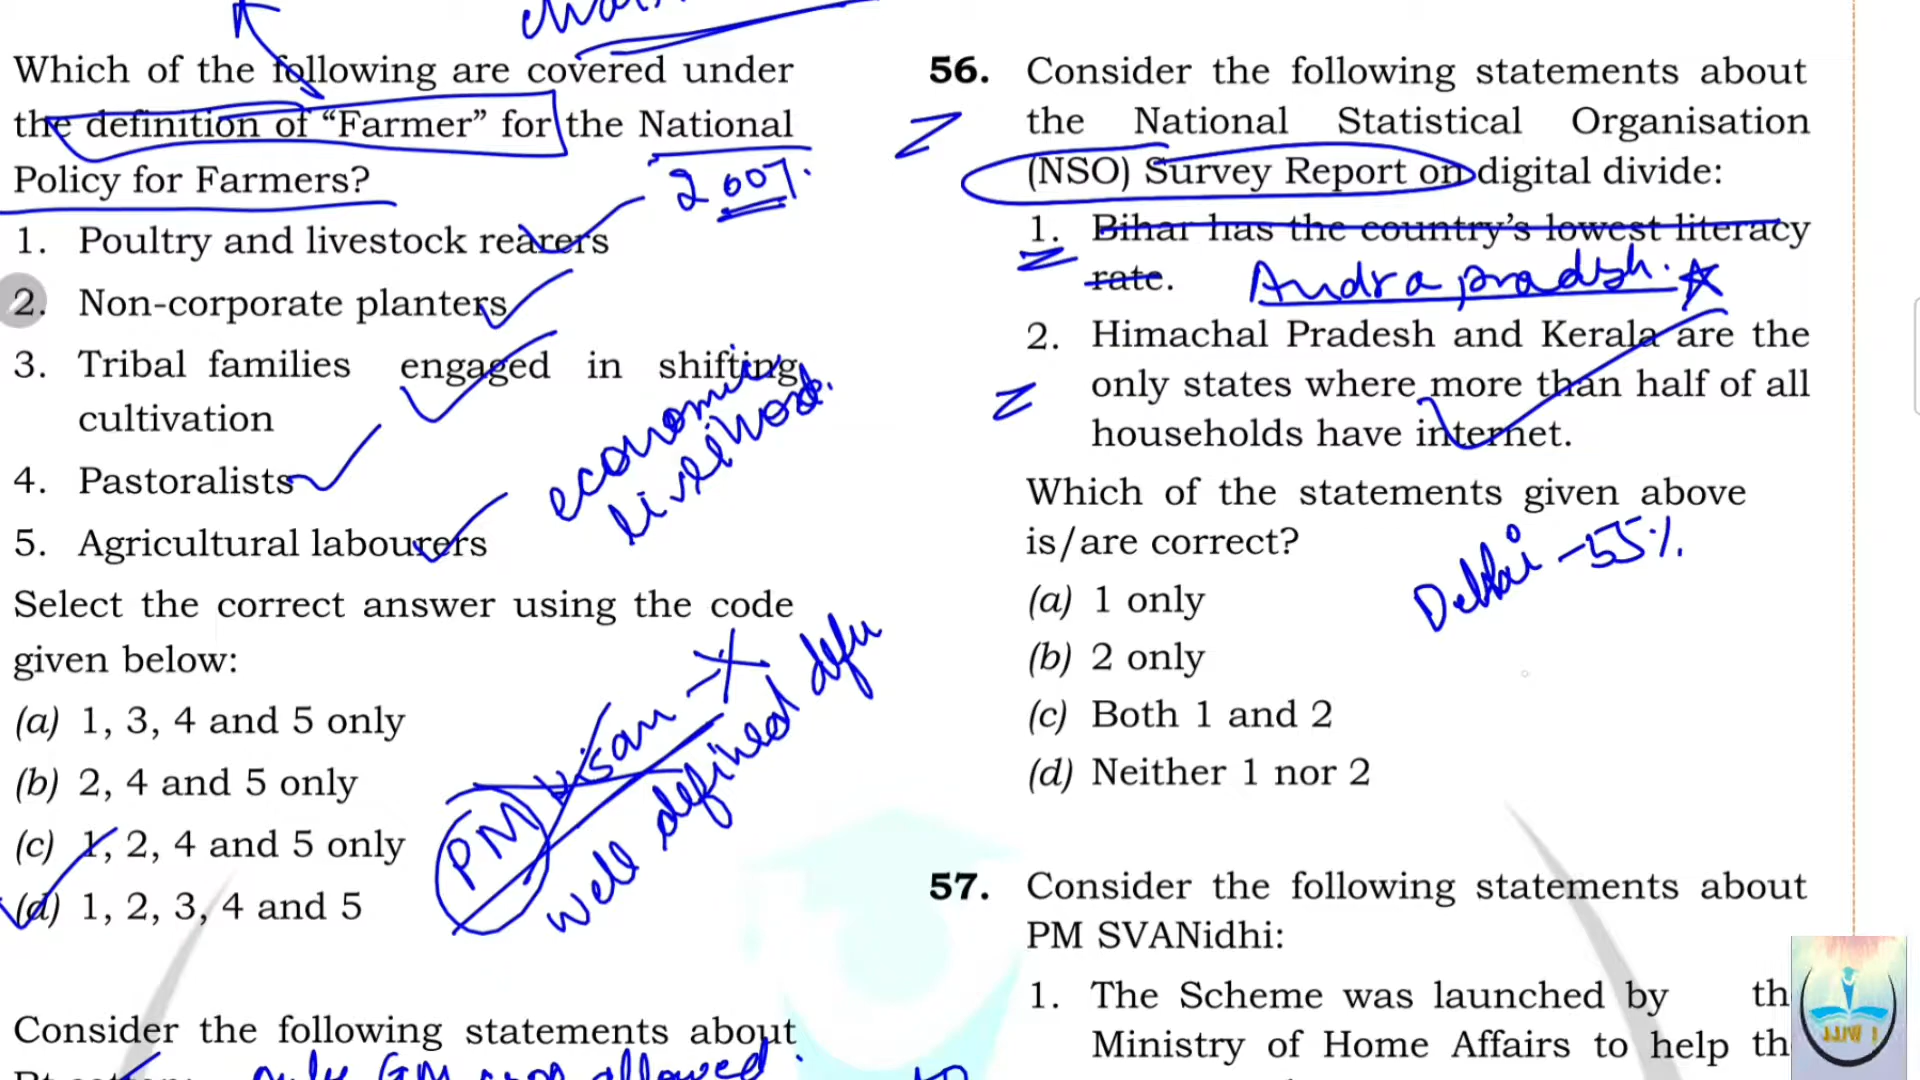 Which of the following are covered under
the definition of “Farmer” for the National
Policy for Farmers?
2007.
1. Poultry and livestock rearers
2. Non-corporate planters
3. Tribal families engaged in shifting
cultivation
4. Pastoralists
economic
livelihood.
5. Agricultural labourers
Select the correct answer using the code
given below:
(a) 1, 3, 4 and 5 only
(b) 2, 4 and 5 only
(c) 1, 2, 4 and 5 only
(d) 1, 2, 3, 4 and 5
PM Kisan
well defined
Consider the following statements about
only GM crop allowed.
56. Consider the following statements about
the National Statistical Organisation
(NSO) Survey Report on digital divide:
1. Bihar has the country’s lowest literacy
rate.
Andra pradesh.
2. Himachal Pradesh and Kerala are the
only states where more than half of all
households have internet.
Which of the statements given above
is/are correct?
Delhi - 55%.
(a) 1 only
(b) 2 only
(c) Both 1 and 2
(d) Neither 1 nor 2
57. Consider the following statements about
PM SVANidhi:
1. The Scheme was launched by th
Ministry of Home Affairs to help th